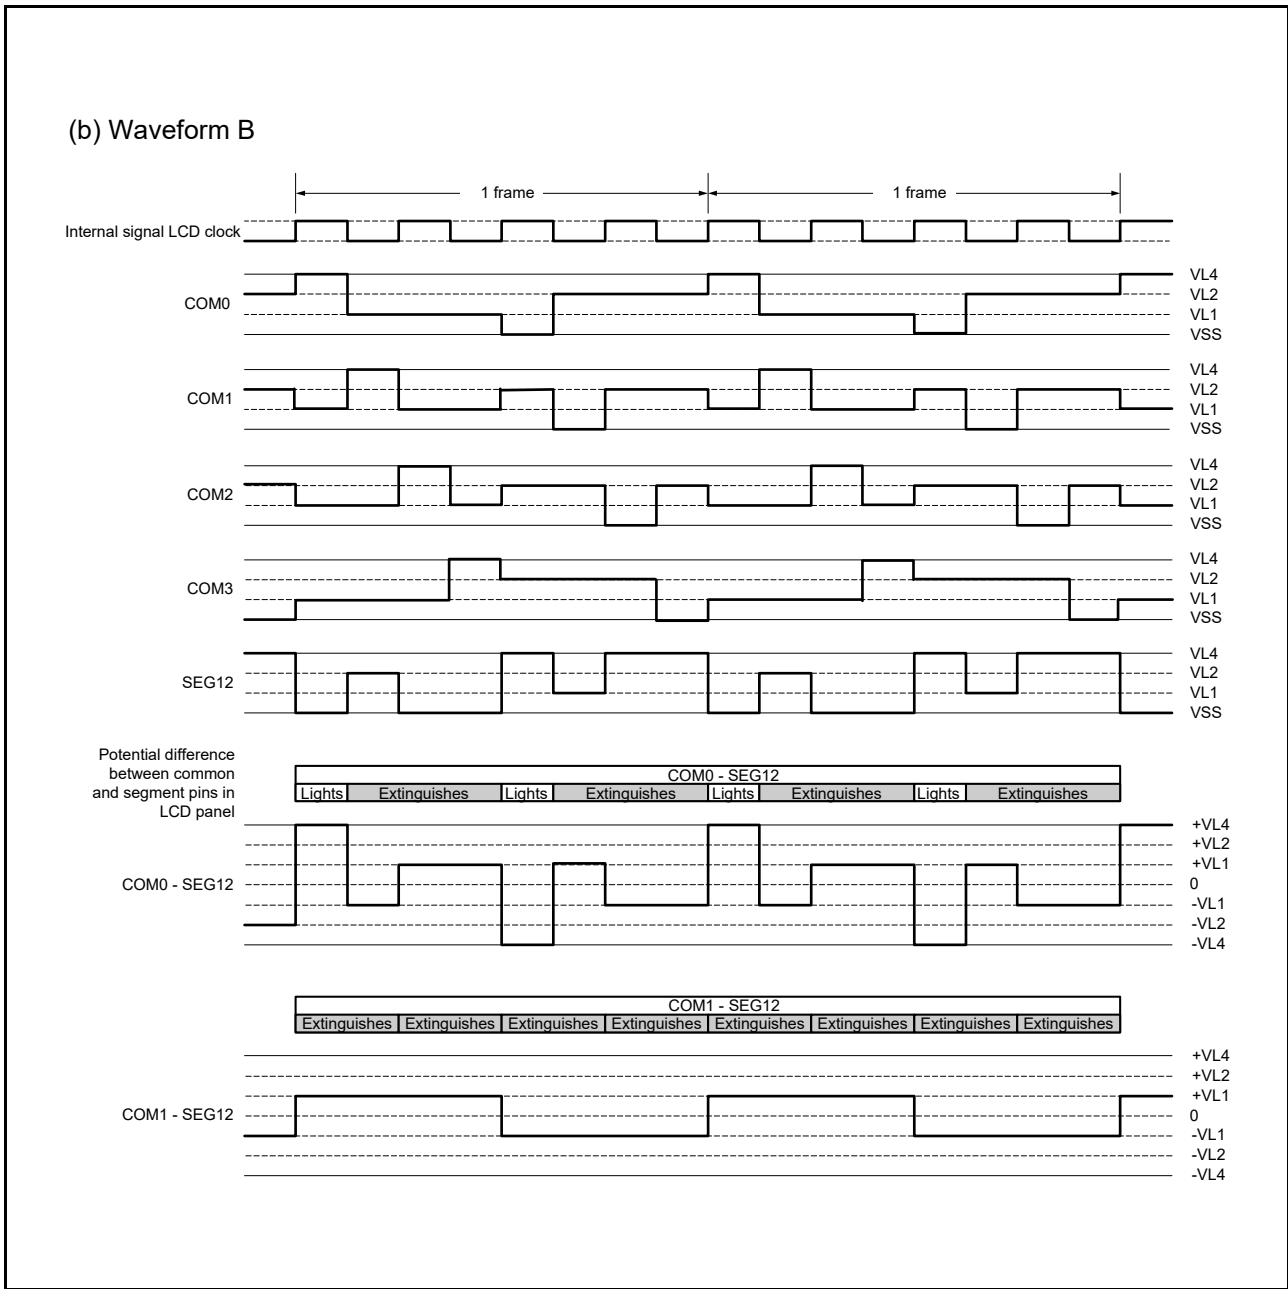 (b) Waveform B
1 frame 1 frame
Internal signal LCD clock
VL4
COM0
VL2
VL1
VSS
VL4
COM1
VL2
VL1
VSS
VL4
COM2
VL2
VL1
VSS
VL4
COM3
VL2
VL1
VSS
VL4
SEG12
VL2
VL1
VSS
Potential difference
between common
and segment pins in
LCD panel
COM0 - SEG12
Lights Extinguishes Lights Extinguishes Lights Extinguishes Lights Extinguishes
+VL4
+VL2
+VL1
COM0 - SEG12
0
-VL1
-VL2
-VL4
COM1 - SEG12
Extinguishes Extinguishes Extinguishes Extinguishes Extinguishes Extinguishes Extinguishes Extinguishes
+VL4
+VL2
+VL1
COM1 - SEG12
0
-VL1
-VL2
-VL4